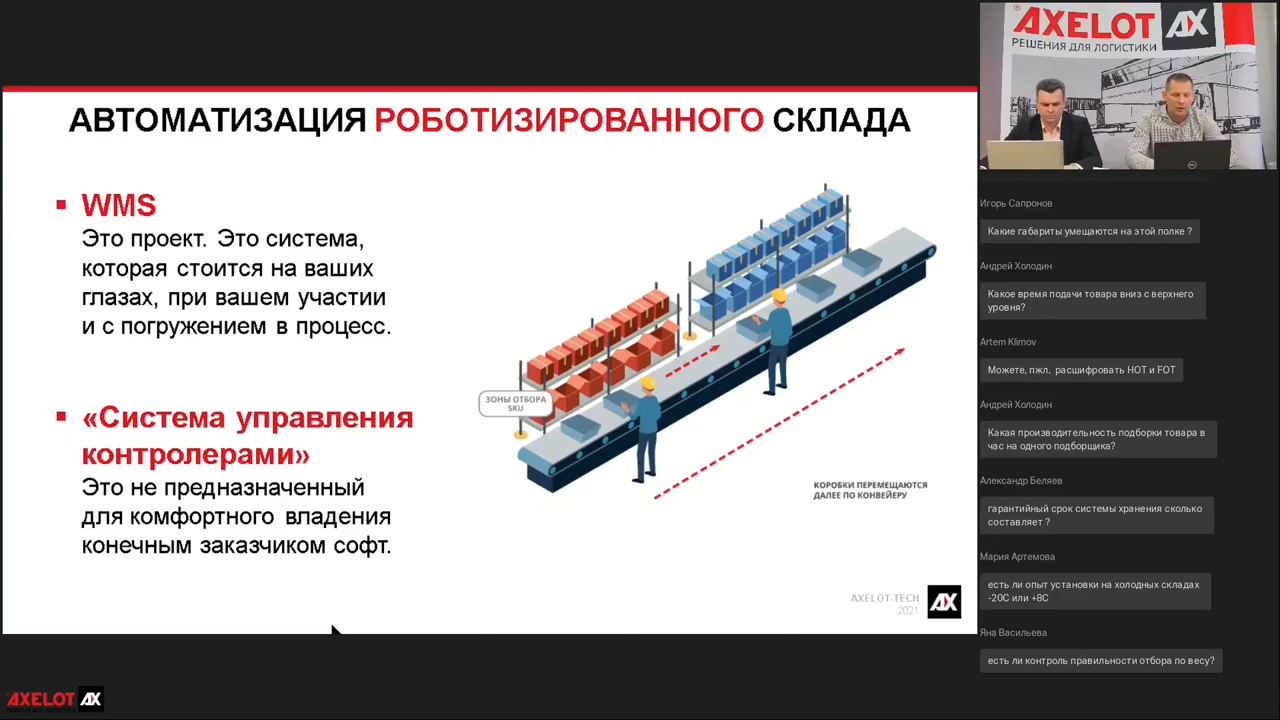 АВТОМАТИЗАЦИЯ РОБОТИЗИРОВАННОГО СКЛАДА
WMS
Это проект. Это система,
которая стоится на ваших
глазах, при вашем участии
и с погружением в процесс.
«Система управления
контролерами»
Это не предназначенный
для комфортного владения
конечным заказчиком софт.
ЗОНЫ ОТБОРА
SKU
КОРОБКИ ПЕРЕМЕЩАЮТСЯ
ДАЛЕЕ ПО КОНВЕЙЕРУ
AXELOT-TECH
2021
AX
AXELOT AX
AXELOT AX
РЕШЕНИЯ ДЛЯ ЛОГИСТИКИ
DELL
Игорь Сапронов
Какие габариты умещаются на этой полке ?
Андрей Холодин
Какое время подачи товара вниз с верхнего
уровня?
Artem Klimov
Можете, пжл, расшифровать HOT и FOT
Андрей Холодин
Какая производительность подборки товара в
час на одного подборщика?
Александр Беляев
гарантийный срок системы хранения сколько
составляет ?
Мария Артемова
есть ли опыт установки на холодных складах
-20С или +8С
Яна Васильева
есть ли контроль правильности отбора по весу?